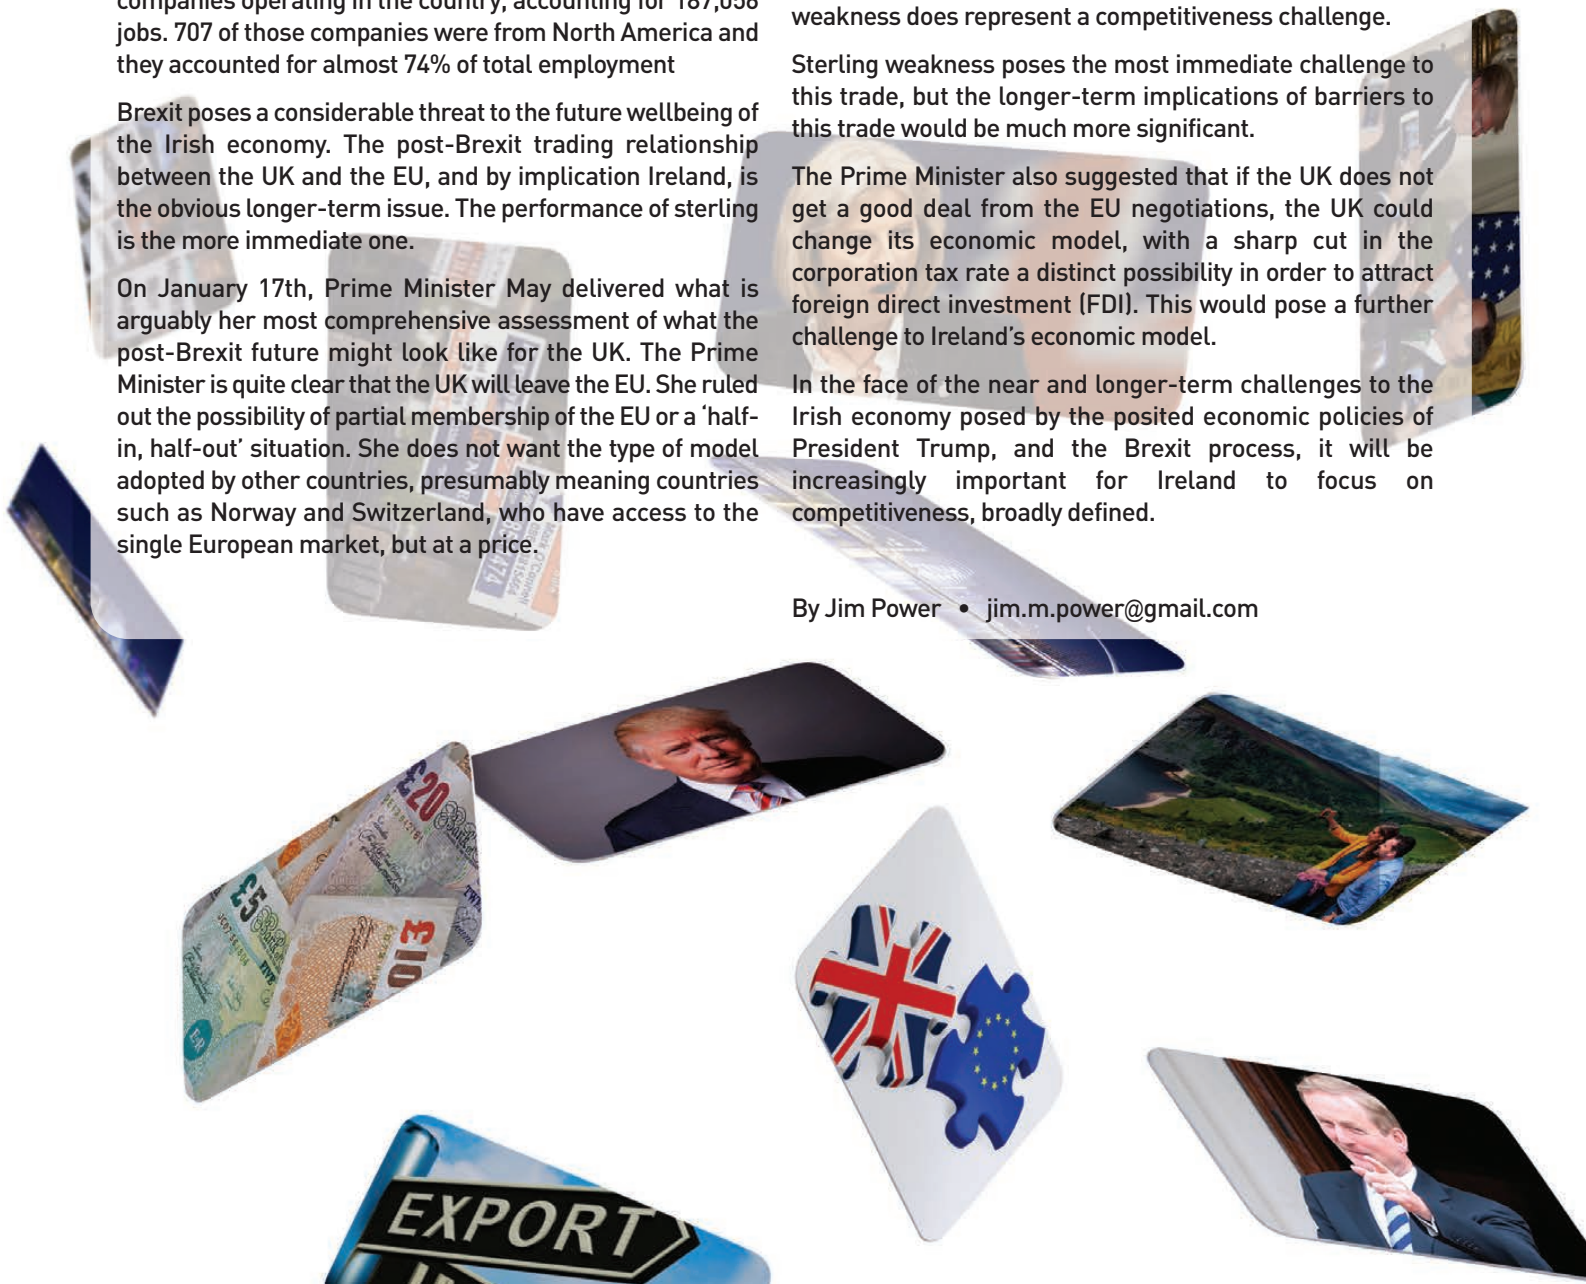 companies operating in the country, accounting for 187,056
jobs. 707 of those companies were from North America and
they accounted for almost 74% of total employment
Brexit poses a considerable threat to the future wellbeing of
the Irish economy. The post-Brexit trading relationship
between the UK and the EU, and by implication Ireland, is
the obvious longer-term issue. The performance of sterling
is the more immediate one.
On January 17th, Prime Minister May delivered what is
arguably her most comprehensive assessment of what the
post-Brexit future might look like for the UK. The Prime
Minister is quite clear that the UK will leave the EU. She ruled
out the possibility of partial membership of the EU or a ‘half-
in, half-out’ situation. She does not want the type of model
adopted by other countries, presumably meaning countries
such as Norway and Switzerland, who have access to the
single European market, but at a price.
weakness does represent a competitiveness challenge.
Sterling weakness poses the most immediate challenge to
this trade, but the longer-term implications of barriers to
this trade would be much more significant.
The Prime Minister also suggested that if the UK does not
get a good deal from the EU negotiations, the UK could
change its economic model, with a sharp cut in the
corporation tax rate a distinct possibility in order to attract
foreign direct investment (FDI). This would pose a further
challenge to Ireland’s economic model.
In the face of the near and longer-term challenges to the
Irish economy posed by the posited economic policies of
President Trump, and the Brexit process, it will be
increasingly important for Ireland to focus on
competitiveness, broadly defined.
By Jim Power • jim.m.power@gmail.com
£20
£5
FIVE
£10
EXPORT